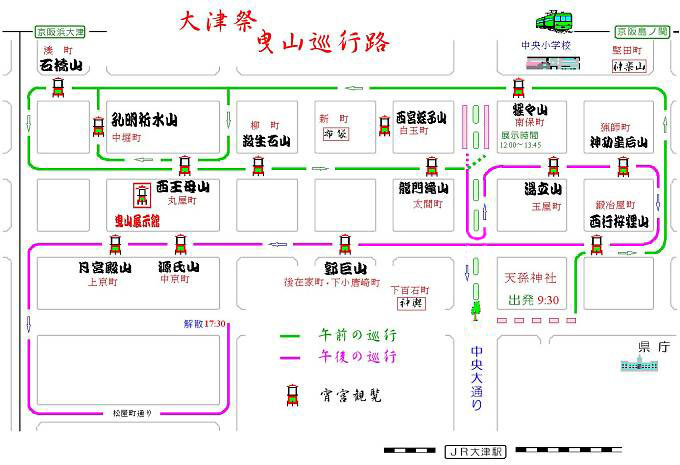 大津祭
曳山巡行路
京阪浜大津
京阪島ノ関
中央小学校
湊町
石橋山
堅田町
神楽山
孔明祈水山
中堀町
柳町
殺生石山
新町
布袋
西宮蛭子山
白玉町
猩々山
南保町
展示時間
12:00~13:45
猟師町
神功皇后山
西王母山
丸屋町
曳山展示館
龍門滝山
太間町
湯立山
玉屋町
鍛冶屋町
西行桜狸山
月宮殿山
上京町
源氏山
中京町
郭巨山
後在家町・下小唐崎町
下百石町
神輿
天孫神社
出発 9:30
解散17:30
午前の巡行
午後の巡行
宵宮観覧
中央大通り
県庁
松屋町通り
JR大津駅